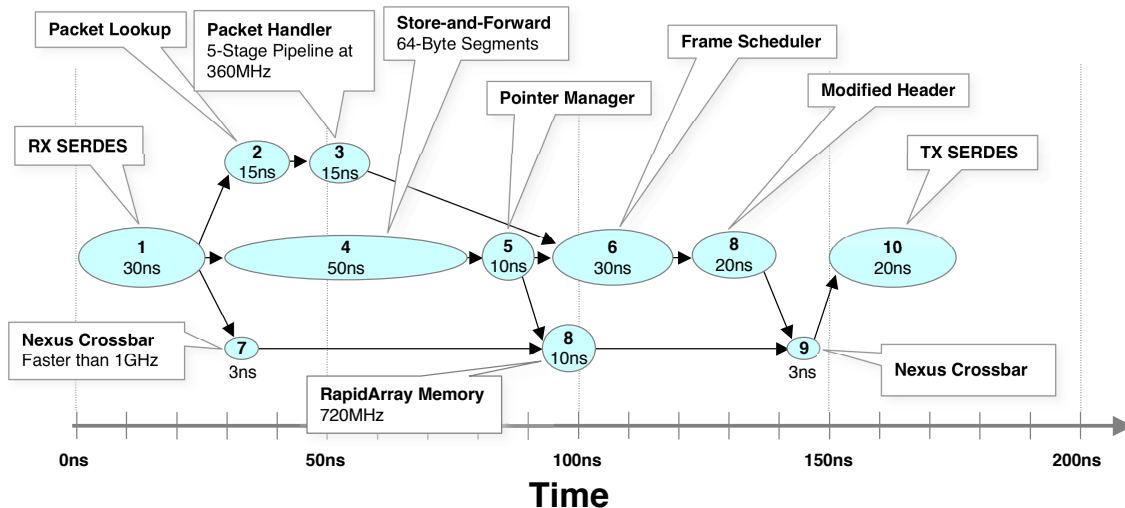 Packet Lookup
Packet Handler
5-Stage Pipeline at
360MHz
Store-and-Forward
64-Byte Segments
Frame Scheduler
Pointer Manager
Modified Header
RX SERDES
TX SERDES
2
15ns
3
15ns
1
30ns
4
50ns
5
10ns
6
30ns
8
20ns
10
20ns
Nexus Crossbar
Faster than 1GHz
7
3ns
8
10ns
9
3ns
Nexus Crossbar
RapidArray Memory
720MHz
0ns
50ns
100ns
150ns
200ns
Time